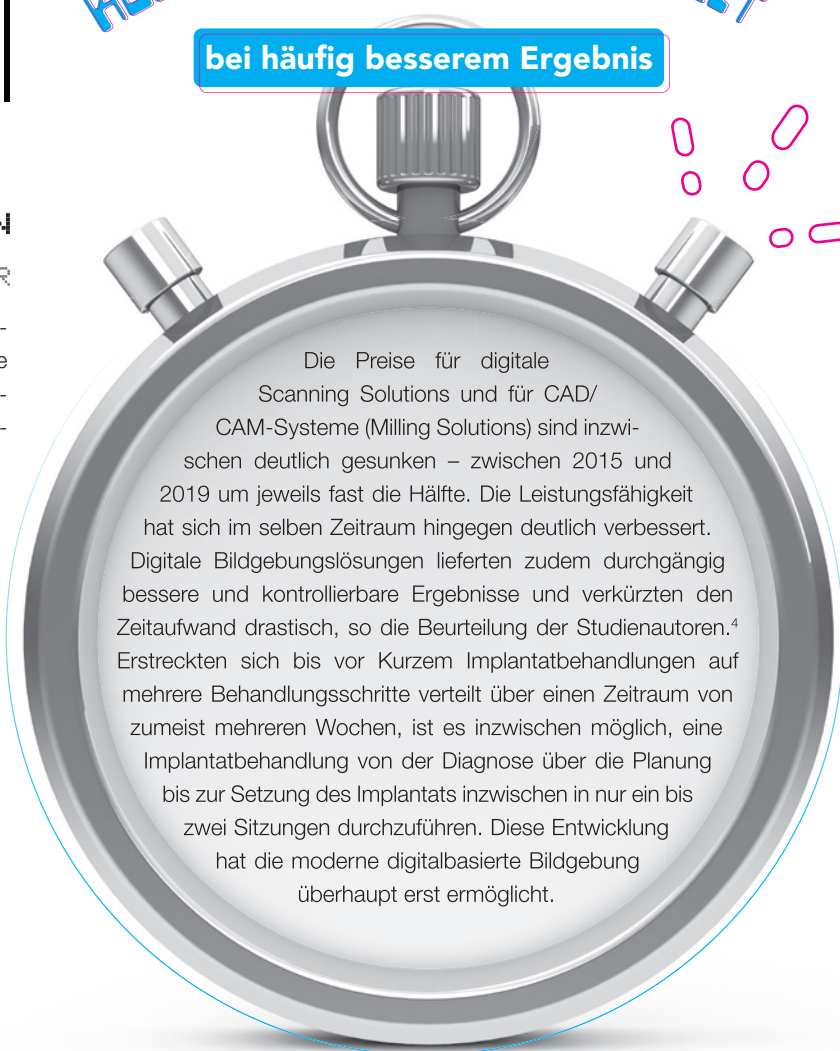 bei häufig besserem Ergebnis
Die Preise für digitale
Scanning Solutions und für CAD/
CAM-Systeme (Milling Solutions) sind inzwi-
schen deutlich gesunken – zwischen 2015 und
2019 um jeweils fast die Hälfte. Die Leistungsfähigkeit
hat sich im selben Zeitraum hingegen deutlich verbessert.
Digitale Bildgebungslösungen lieferten zudem durchgängig
bessere und kontrollierbare Ergebnisse und verkürzten den
Zeitaufwand drastisch, so die Beurteilung der Studienautoren.⁴
Erstreckten sich bis vor Kurzem Implantatbehandlungen auf
mehrere Behandlungsschritte verteilt über einen Zeitraum von
zumeist mehreren Wochen, ist es inzwischen möglich, eine
Implantatbehandlung von der Diagnose über die Planung
bis zur Setzung des Implantats inzwischen in nur ein bis
zwei Sitzungen durchzuführen. Diese Entwicklung
hat die moderne digitalbasierte Bildgebung
überhaupt erst ermöglicht.